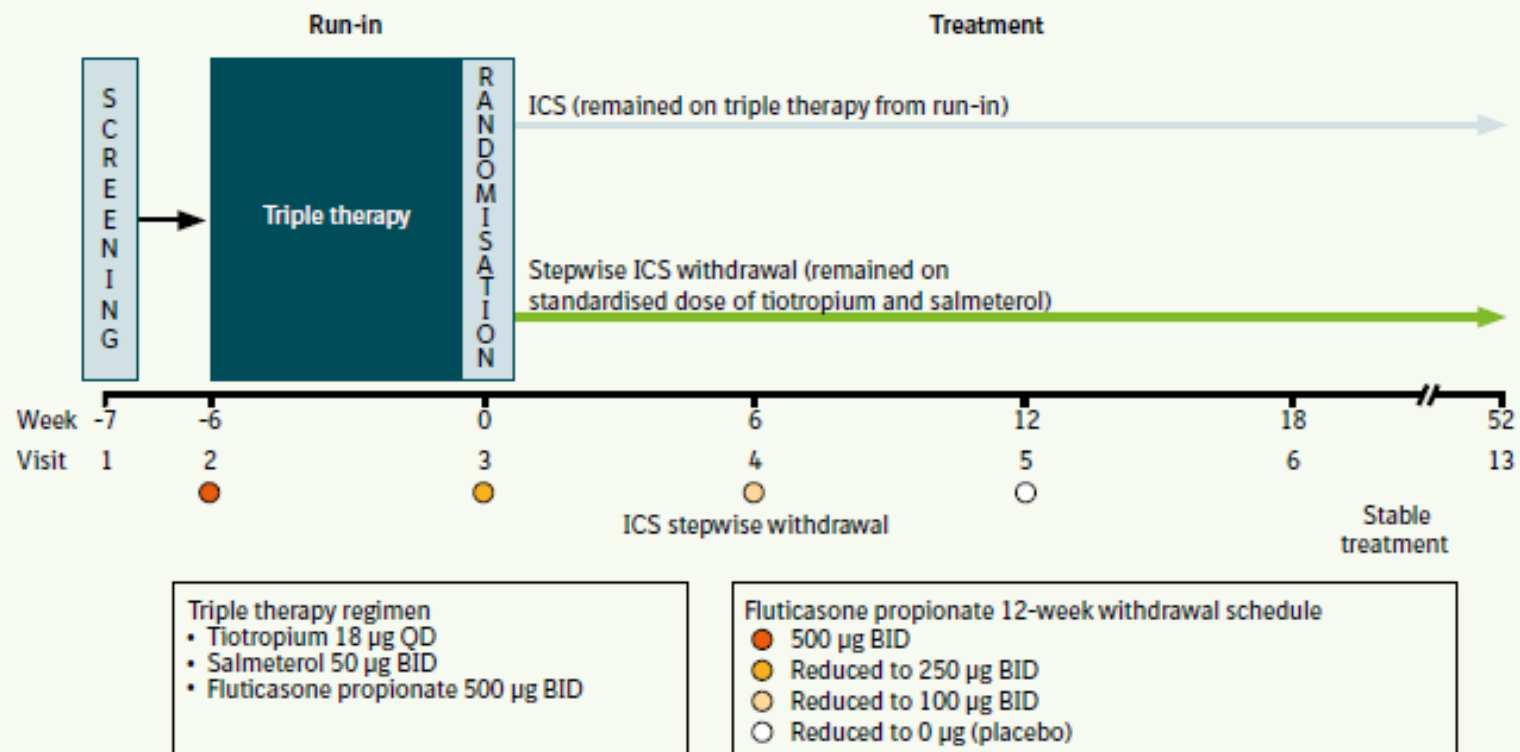 Run-in
Treatment
SCREENING
Triple therapy
RANDOMISATION
ICS (remained on triple therapy from run-in)
Stepwise ICS withdrawal (remained on
standardised dose of tiotropium and salmeterol)
Week -7 -6 0 6 12 18 52
Visit 1 2 3 4 5 6 13
ICS stepwise withdrawal
Stable
treatment
Triple therapy regimen
• Tiotropium 18 µg QD
• Salmeterol 50 µg BID
• Fluticasone propionate 500 µg BID
Fluticasone propionate 12-week withdrawal schedule
500 µg BID
Reduced to 250 µg BID
Reduced to 100 µg BID
Reduced to 0 µg (placebo)